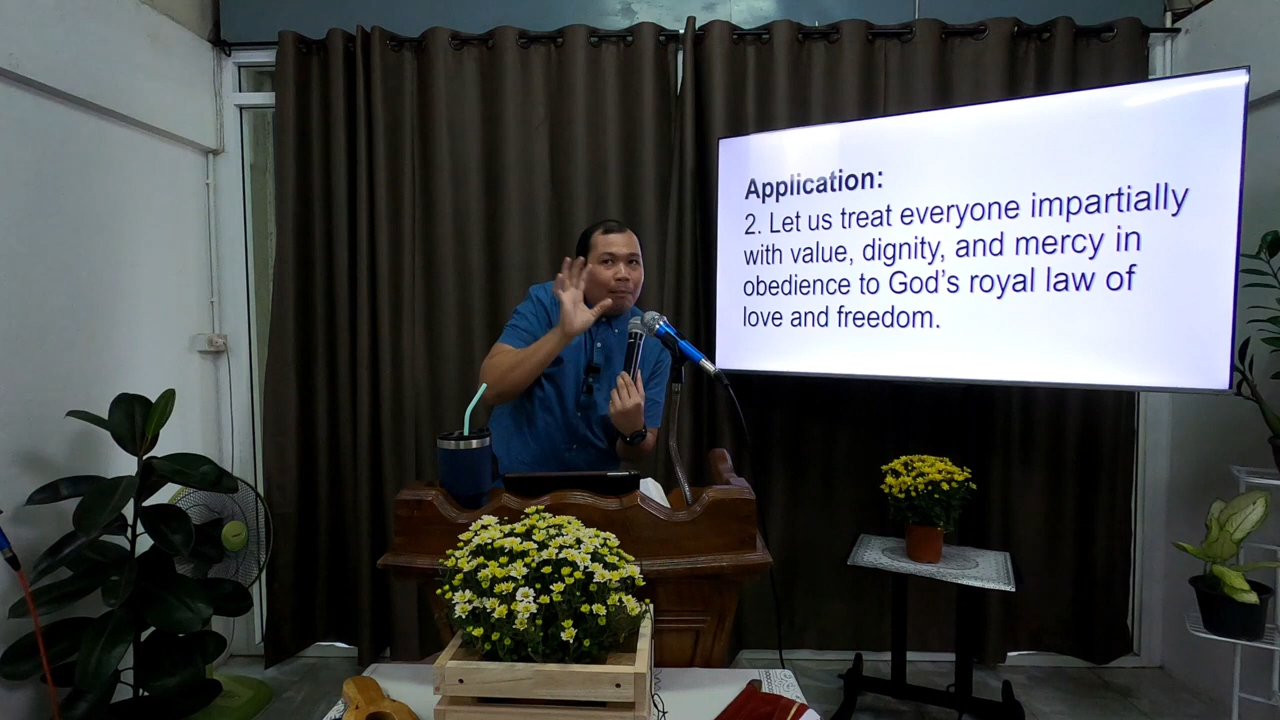 Application:
2. Let us treat everyone impartially
with value, dignity, and mercy in
obedience to God's royal law of
love and freedom.